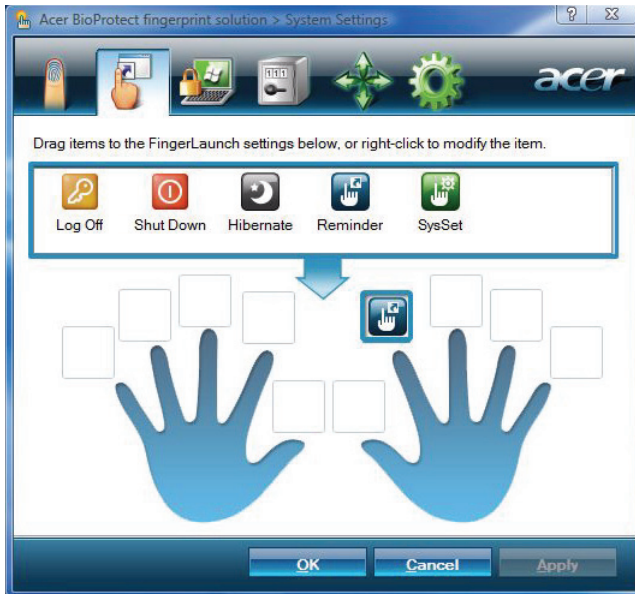 Acer BioProtect fingerprint solution > System Settings
acer
Drag items to the FingerLaunch settings below, or right-click to modify the item.
Log Off Shut Down Hibernate Reminder SysSet
OK Cancel Apply